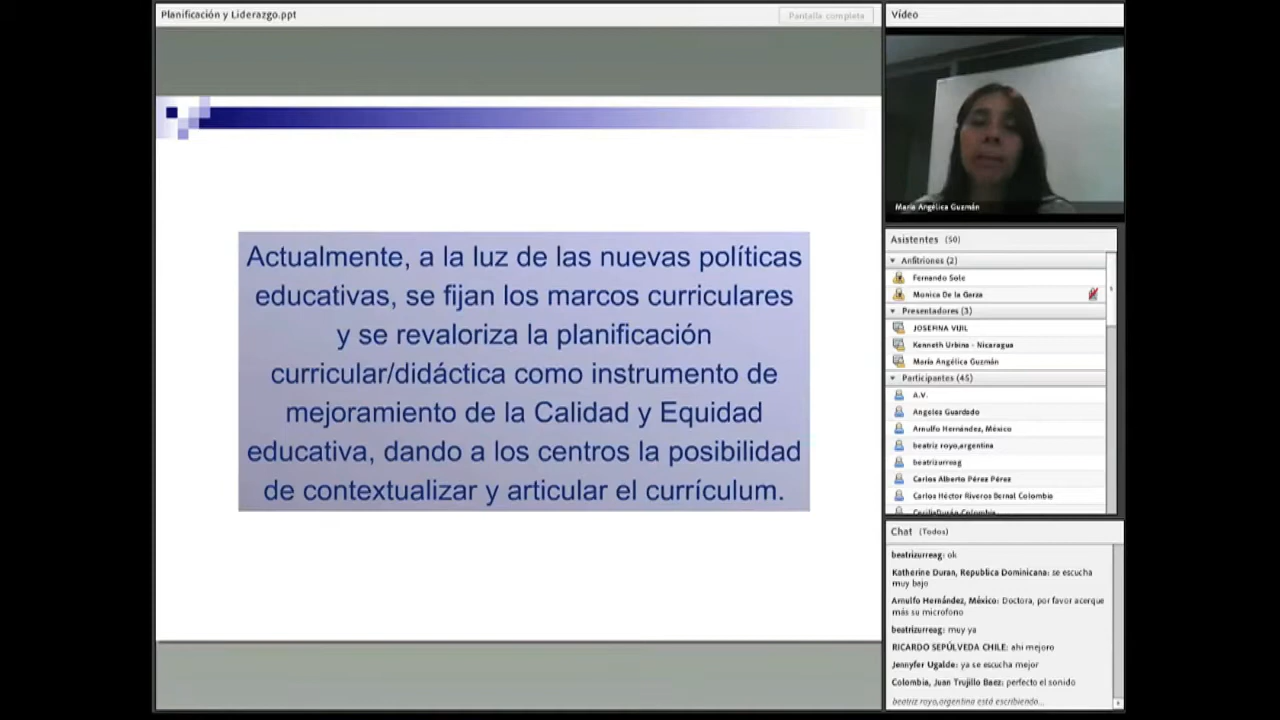 Planificación y Liderazgo.ppt
Pantalla completa
Actualmente, a la luz de las nuevas políticas
educativas, se fijan los marcos curriculares
y se revaloriza la planificación
curricular/didáctica como instrumento de
mejoramiento de la Calidad y Equidad
educativa, dando a los centros la posibilidad
de contextualizar y articular el currículum.
Vídeo
María Angélica Guzmán
Asistentes (50)
Anfitriones (2)
Fernando Sole
Monica De la Garza
Presentadores (3)
JOSEFINA VIJIL
Kenneth Urbina - Nicaragua
María Angélica Guzmán
Participantes (45)
A.V.
Angeles Guardado
Arnulfo Hernández, México
beatriz royo,argentina
beatrizurreag
Carlos Alberto Pérez Pérez
Carlos Héctor Riveros Bernal Colombia
CeciliaDurán Colombia
Chat (Todos)
beatrizurreag: ok
Katherine Duran, Republica Dominicana: se escucha
muy bajo
Arnulfo Hernández, México: Doctora, por favor acerque
más su microfono
beatrizurreag: muy ya
RICARDO SEPÚLVEDA CHILE: ahi mejoro
Jennyfer Ugalde: ya se escucha mejor
Colombia, Juan Trujillo Baez: perfecto el sonido
beatriz royo,argentina está escribiendo...